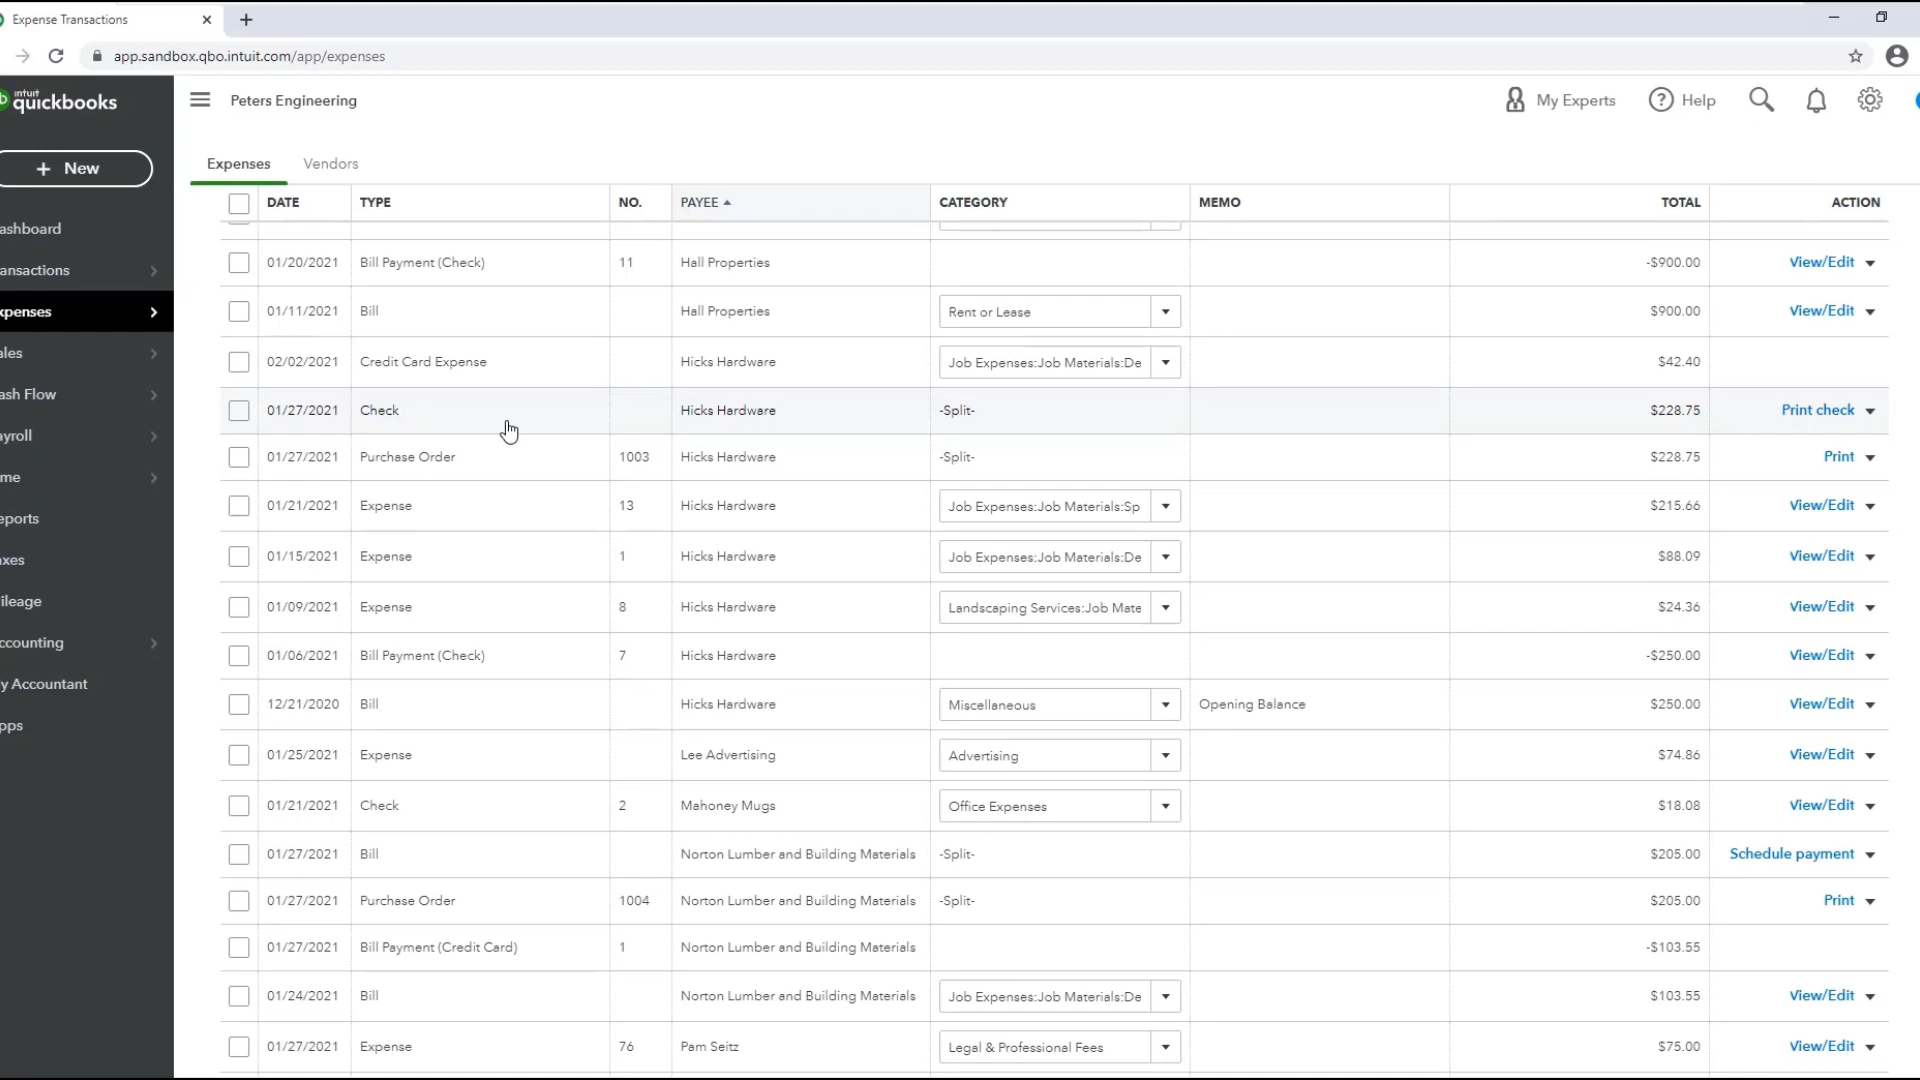 Expense Transactions
app.sandbox.qbo.intuit.com/app/expenses
intuit
quickbooks
Peters Engineering
My Experts
Help
+ New
Expenses Vendors
DATE TYPE NO. PAYEE CATEGORY MEMO TOTAL ACTION
ashboard
ansactions
xpenses
ales
ash Flow
ayroll
me
eports
axes
ileage
ccounting
y Accountant
pps
01/20/2021 Bill Payment (Check) 11 Hall Properties -$900.00 View/Edit
01/11/2021 Bill Hall Properties Rent or Lease $900.00 View/Edit
02/02/2021 Credit Card Expense Hicks Hardware Job Expenses:Job Materials:De $42.40
01/27/2021 Check Hicks Hardware -Split- $228.75 Print check
01/27/2021 Purchase Order 1003 Hicks Hardware -Split- $228.75 Print
01/21/2021 Expense 13 Hicks Hardware Job Expenses:Job Materials:Sp $215.66 View/Edit
01/15/2021 Expense 1 Hicks Hardware Job Expenses:Job Materials:De $88.09 View/Edit
01/09/2021 Expense 8 Hicks Hardware Landscaping Services:Job Mate $24.36 View/Edit
01/06/2021 Bill Payment (Check) 7 Hicks Hardware -$250.00 View/Edit
12/21/2020 Bill Hicks Hardware Miscellaneous Opening Balance $250.00 View/Edit
01/25/2021 Expense Lee Advertising Advertising $74.86 View/Edit
01/21/2021 Check 2 Mahoney Mugs Office Expenses $18.08 View/Edit
01/27/2021 Bill Norton Lumber and Building Materials -Split- $205.00 Schedule payment
01/27/2021 Purchase Order 1004 Norton Lumber and Building Materials -Split- $205.00 Print
01/27/2021 Bill Payment (Credit Card) 1 Norton Lumber and Building Materials -$103.55
01/24/2021 Bill Norton Lumber and Building Materials Job Expenses:Job Materials:De $103.55 View/Edit
01/27/2021 Expense 76 Pam Seitz Legal & Professional Fees $75.00 View/Edit